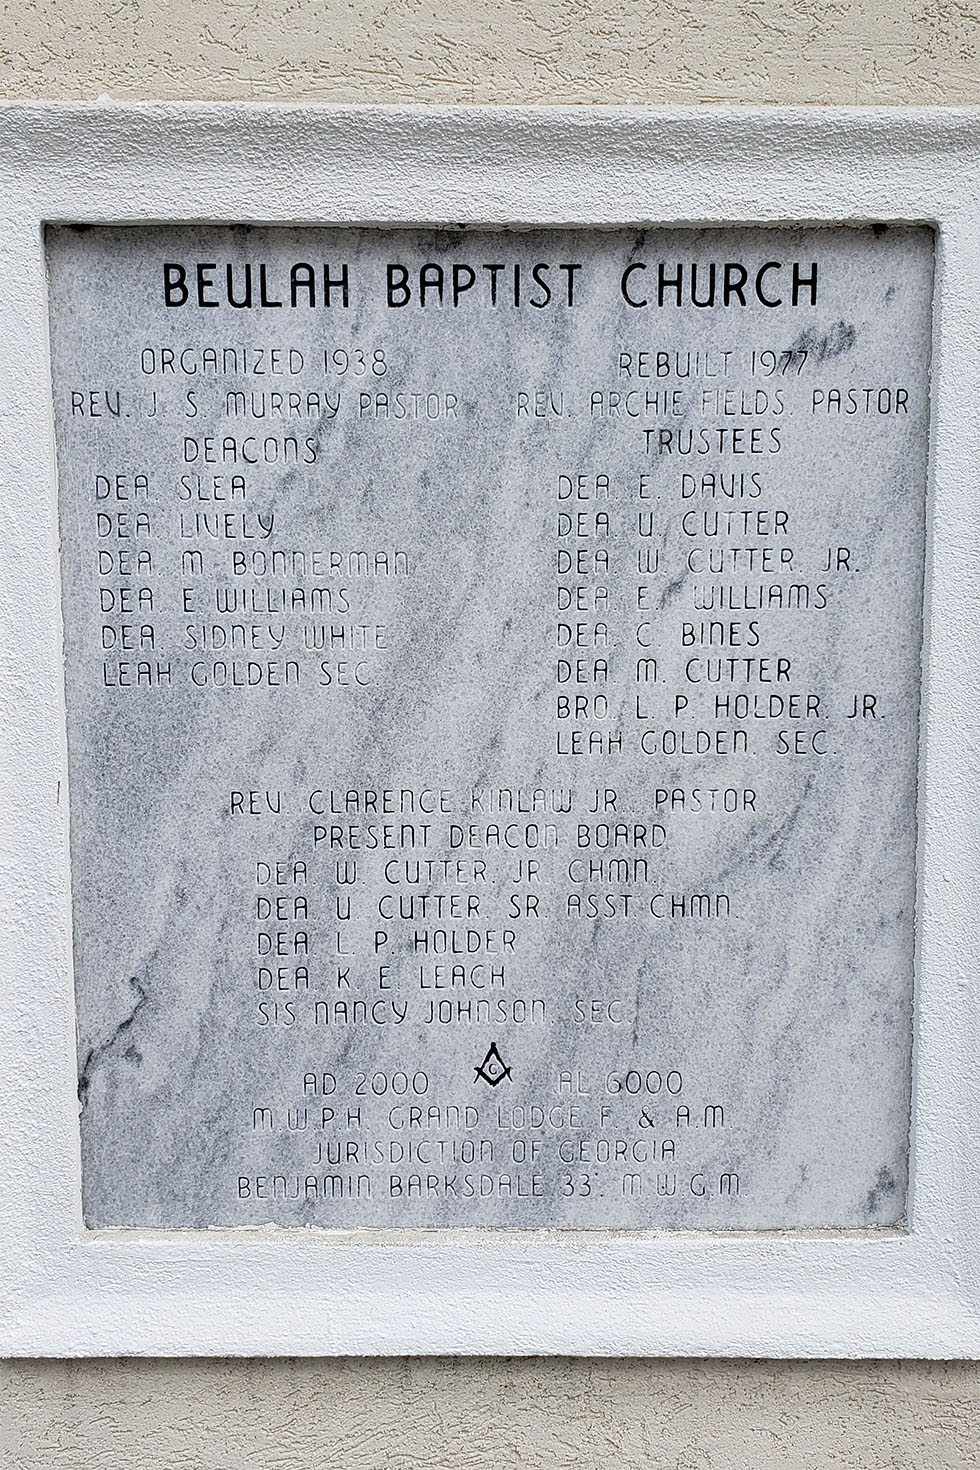 BEULAH BAPTIST CHURCH
ORGANIZED 1938
REV. J. S. MURRAY PASTOR
DEACONS
DEA. SLEA
DEA. LIVELY
DEA. M. BONNERMAN
DEA. E. WILLIAMS
DEA. SIDNEY WHITE
LEAH GOLDEN SEC.
REBUILT 1977
REV. ARCHIE FIELDS. PASTOR
TRUSTEES
DEA. E. DAVIS
DEA. U. CUTTER
DEA. W. CUTTER. JR.
DEA. E. WILLIAMS
DEA. C. BINES
DEA. M. CUTTER
BRO. L. P. HOLDER. JR.
LEAH GOLDEN. SEC.
REV. CLARENCE KINLAW JR. PASTOR
PRESENT DEACON BOARD
DEA. W. CUTTER. JR. CHMN.
DEA. U. CUTTER. SR. ASST. CHMN.
DEA. L. P. HOLDER
DEA. K. E. LEACH
SIS NANCY JOHNSON. SEC.
G
AD 2000 AL 6000
M.W.P.H. GRAND LODGE F. & A.M.
JURISDICTION OF GEORGIA
BENJAMIN BARKSDALE 33° M.W.G.M.